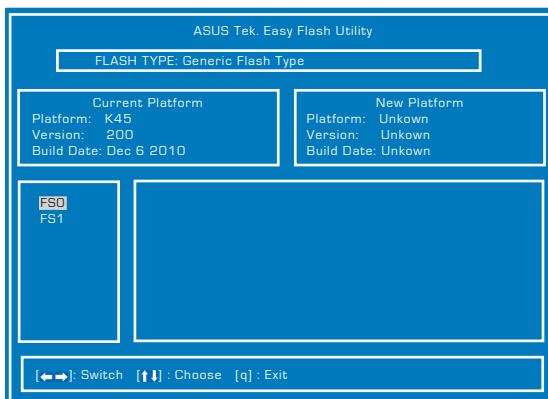 ASUS Tek. Easy Flash Utility
FLASH TYPE: Generic Flash Type
Current Platform
Platform: K45
Version: 200
Build Date: Dec 6 2010
New Platform
Platform: Unkown
Version: Unkown
Build Date: Unkown
FS0
FS1
[←→]: Switch [↑↓] : Choose [q] : Exit